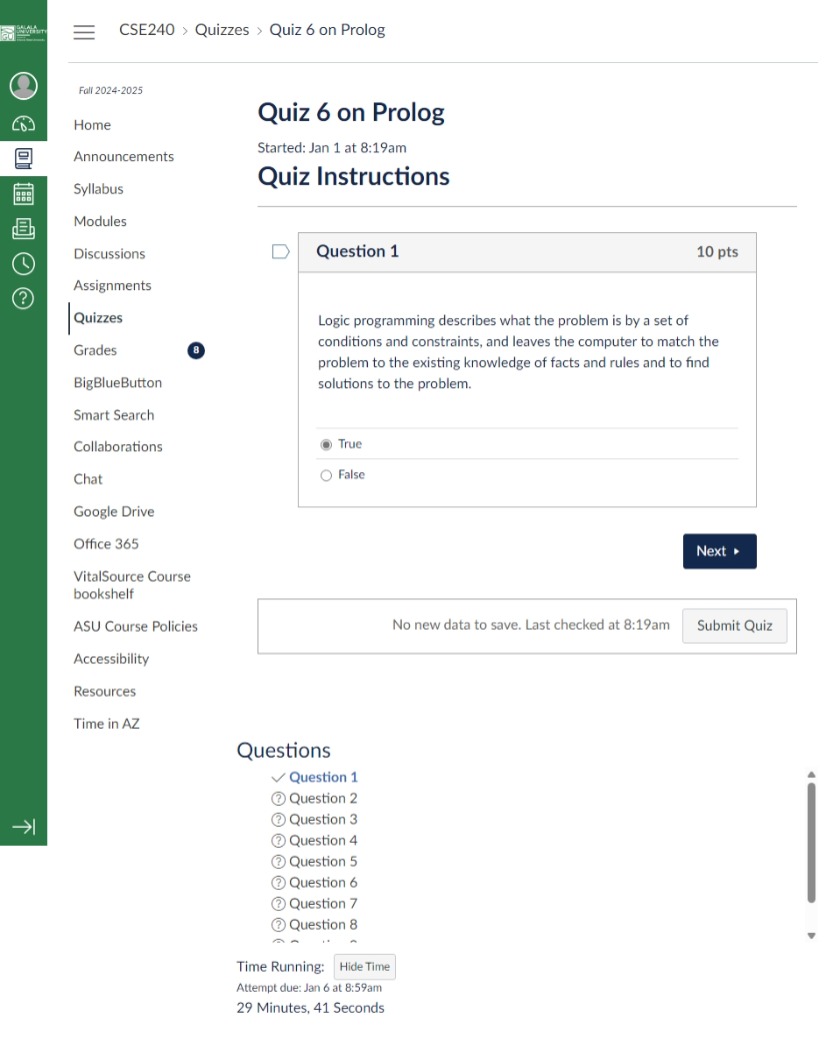 GALALA
UNIVERSITY
CSE240 > Quizzes > Quiz 6 on Prolog
Fall 2024-2025
Home
Announcements
Syllabus
Modules
Discussions
Assignments
Quizzes
Grades 8
BigBlueButton
Smart Search
Collaborations
Chat
Google Drive
Office 365
VitalSource Course
bookshelf
ASU Course Policies
Accessibility
Resources
Time in AZ
Quiz 6 on Prolog
Started: Jan 1 at 8:19am
Quiz Instructions
Question 1 10 pts
Logic programming describes what the problem is by a set of
conditions and constraints, and leaves the computer to match the
problem to the existing knowledge of facts and rules and to find
solutions to the problem.
True
False
Next
No new data to save. Last checked at 8:19am Submit Quiz
Questions
Question 1
Question 2
Question 3
Question 4
Question 5
Question 6
Question 7
Question 8
Time Running: Hide Time
Attempt due: Jan 6 at 8:59am
29 Minutes, 41 Seconds